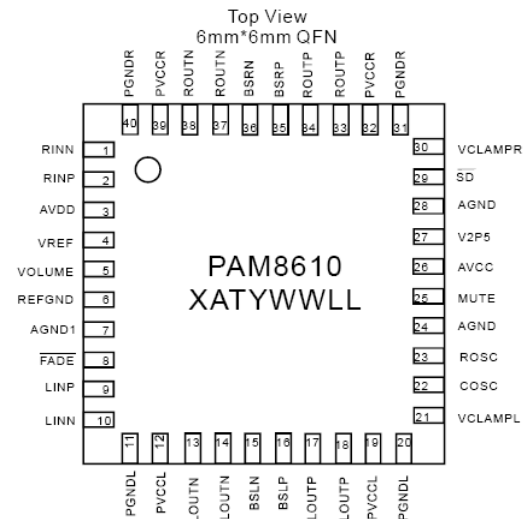 Top View
6mm*6mm QFN
PGNDR PVCCR ROUTN ROUTN BSRN BSRP ROUTP ROUTP PVCCR PGNDR
40 39 38 37 36 35 34 33 32 31
RINN 1
RINP 2
AVDD 3
VREF 4
VOLUME 5
REFGND 6
AGND1 7
FADE 8
LINP 9
LINN 10
PAM8610
XATYWWLL
30 VCLAMPR
29 SD
28 AGND
27 V2P5
26 AVCC
25 MUTE
24 AGND
23 ROSC
22 COSC
21 VCLAMPL
11 12 13 14 15 16 17 18 19 20
PGNDL PVCCL LOUTN LOUTN BSLN BSLP LOUTP LOUTP PVCCL PGNDL